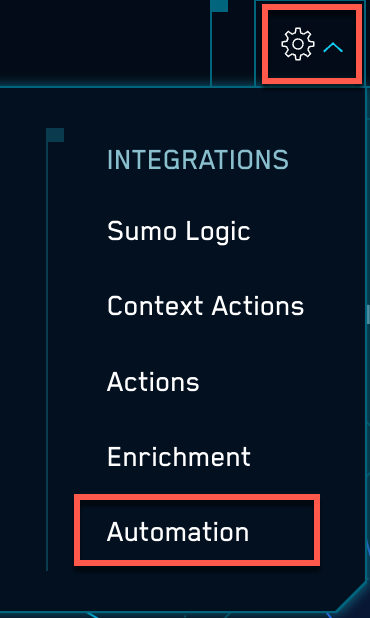 INTEGRATIONS
Sumo Logic
Context Actions
Actions
Enrichment
Automation